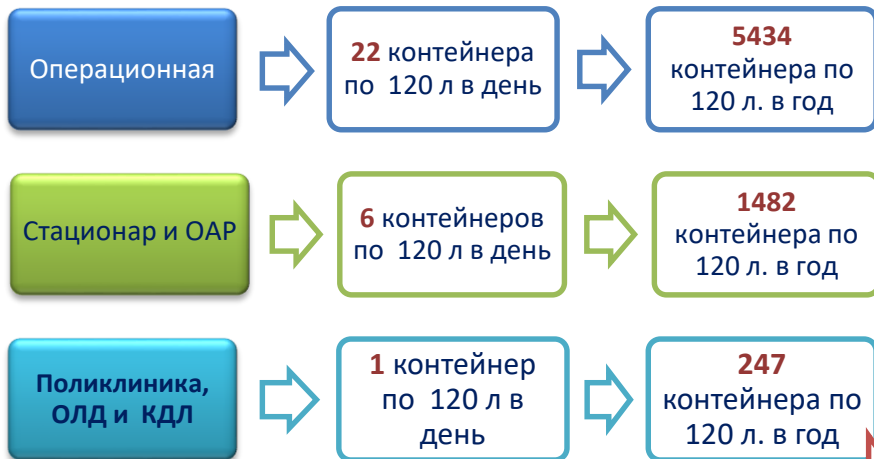 Операционная
22 контейнера
по 120 л в день
5434
контейнера по
120 л. в год
Стационар и ОАР
6 контейнеров
по 120 л в день
1482
контейнера по
120 л. в год
Поликлиника,
ОЛД и КДЛ
1 контейнер
по 120 л в
день
247
контейнера по
120 л. в год